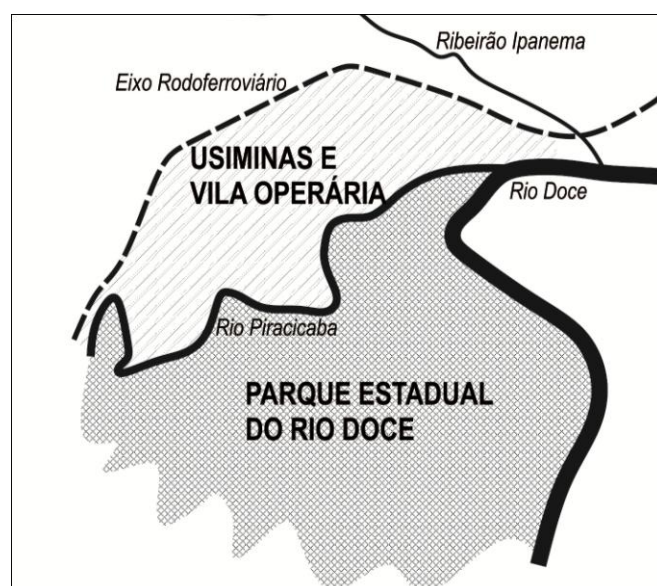 Ribeirão Ipanema
Eixo Rodoferroviário
USIMINAS E
VILA OPERÁRIA
Rio Doce
Rio Piracicaba
PARQUE ESTADUAL
DO RIO DOCE